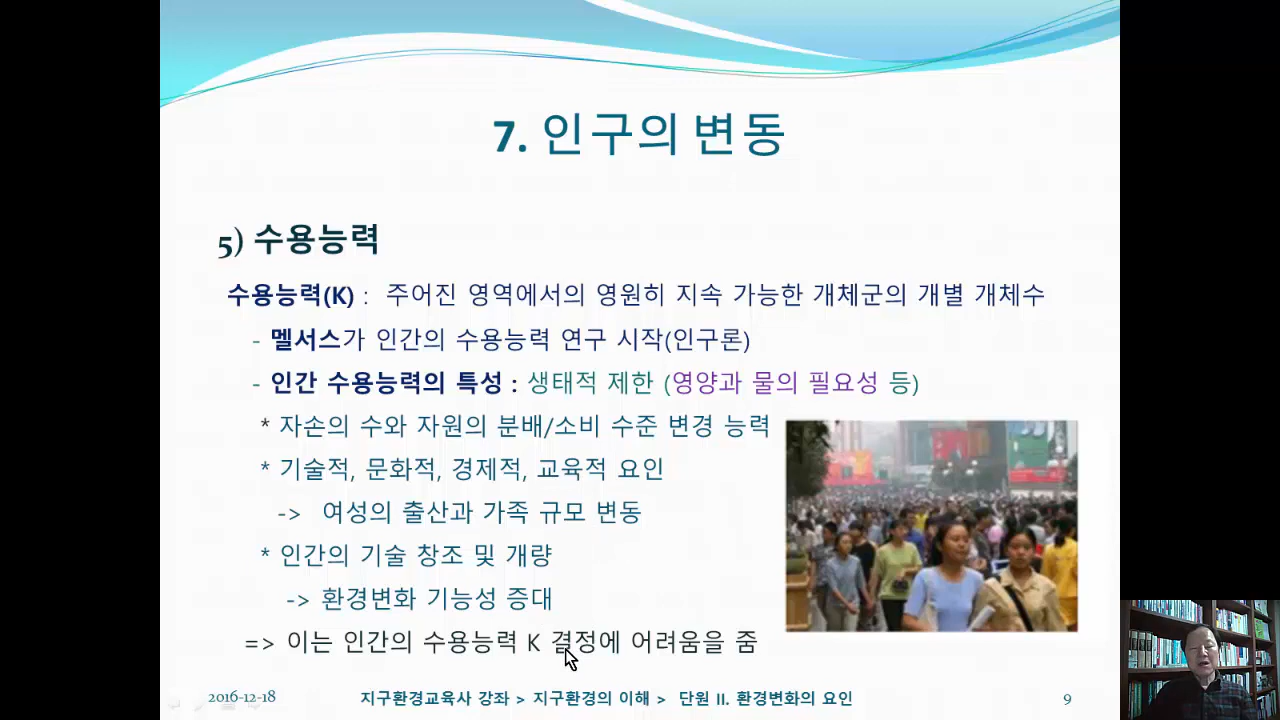 7. 인구의 변동
5) 수용능력
수용능력(K) : 주어진 영역에서의 영원히 지속 가능한 개체군의 개별 개체수
- 멜서스가 인간의 수용능력 연구 시작(인구론)
- 인간 수용능력의 특성 : 생태적 제한 (영양과 물의 필요성 등)
* 자손의 수와 자원의 분배/소비 수준 변경 능력
* 기술적, 문화적, 경제적, 교육적 요인
-> 여성의 출산과 가족 규모 변동
* 인간의 기술 창조 및 개량
-> 환경변화 기능성 증대
=> 이는 인간의 수용능력 K 결정에 어려움을 줌
2016-12-18 지구환경교육사 강좌 > 지구환경의 이해 > 단원 II. 환경변화의 요인 9